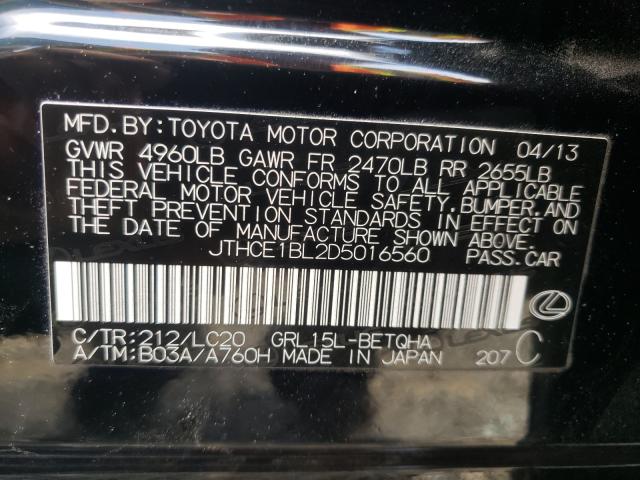 MFD.BY:TOYOTA MOTOR CORPORATION 04/13
GVWR 4960LB GAWR FR 2470LB RR 2655LB
THIS VEHICLE CONFORMS TO ALL APPLICABLE
FEDERAL MOTOR VEHICLE SAFETY,BUMPER,AND
THEFT PREVENTION STANDARDS IN EFFECT ON
THE DATE OF MANUFACTURE SHOWN ABOVE.
JTHCE1BL2D5016560 PASS.CAR
C/TR:212/LC20 GRL15L-BETQHA
A/TM:B03A/A760H MADE IN JAPAN 207 C